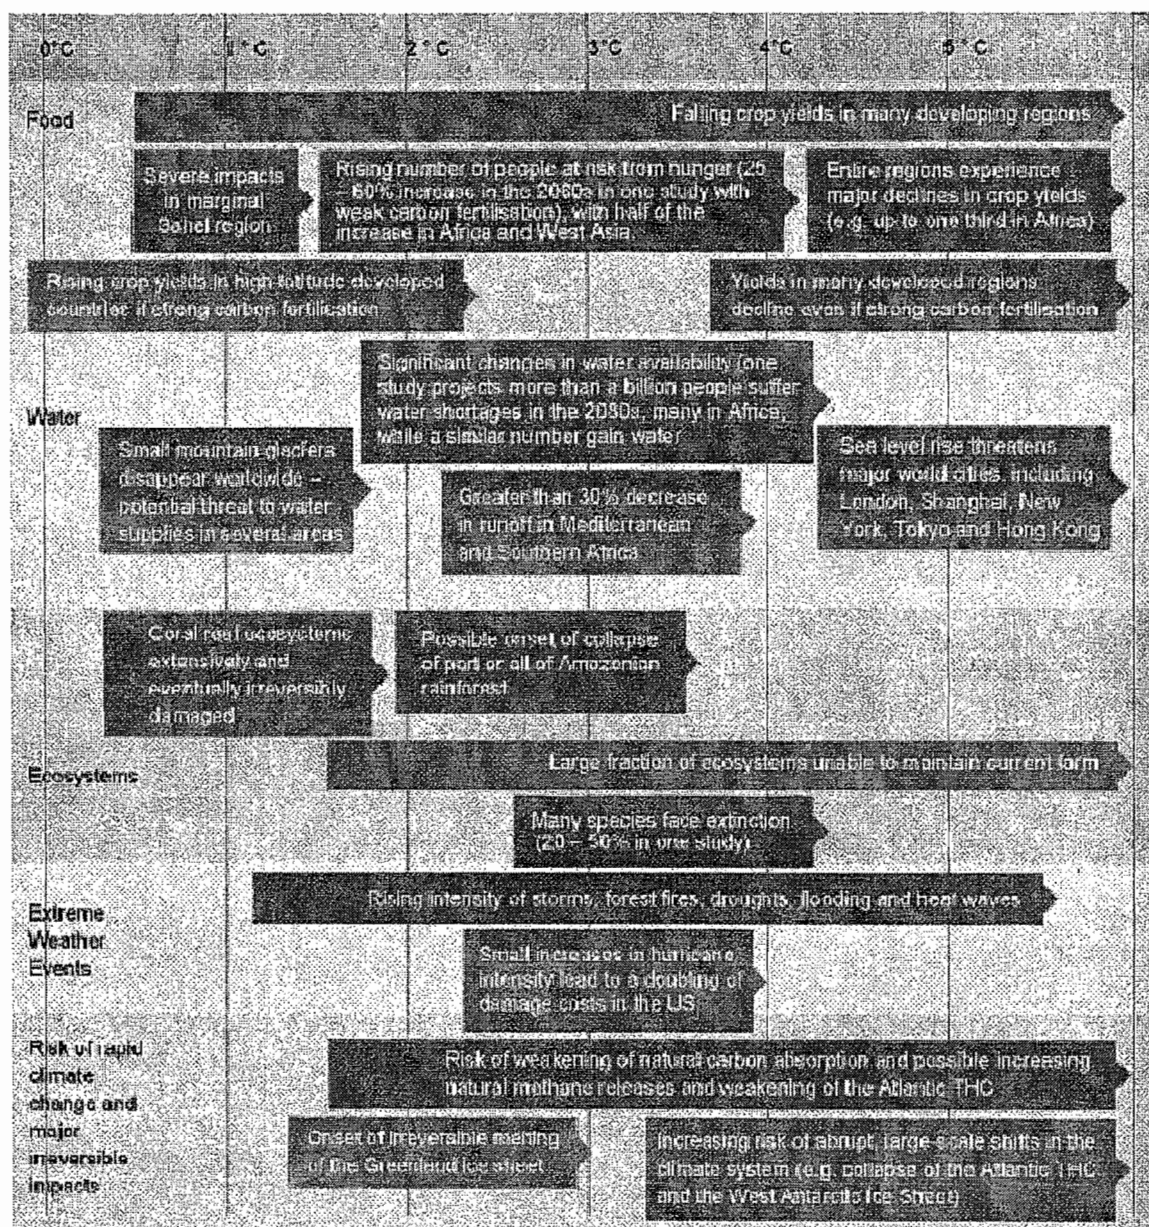 0°C 1°C 2°C 3°C 4°C 5°C
Food
Falling crop yields in many developing regions
Severe impacts
in marginal
Sahel region
Rising number of people at risk from hunger (25
– 60% increase in the 2080s in one study with
weak carbon fertilisation), with half of the
increase in Africa and West Asia.
Entire regions experience
major declines in crop yields
(e.g. up to one third in Africa)
Rising crop yields in high-latitude developed
countries if strong carbon fertilisation
Yields in many developed regions
decline even if strong carbon fertilisation
Water
Significant changes in water availability (one
study projects more than a billion people suffer
water shortages in the 2080s, many in Africa,
while a similar number gain water
Small mountain glaciers
disappear worldwide –
potential threat to water
supplies in several areas
Greater than 30% decrease
in runoff in Mediterranean
and Southern Africa
Sea level rise threatens
major world cities, including
London, Shanghai, New
York, Tokyo and Hong Kong
Coral reef ecosystems
extensively and
eventually irreversibly
damaged
Possible onset of collapse
of part or all of Amazonian
rainforest
Ecosystems
Large fraction of ecosystems unable to maintain current form
Many species face extinction
(20 – 50% in one study)
Extreme
Weather
Events
Rising intensity of storms, forest fires, droughts, flooding and heat waves
Small increases in hurricane
intensity lead to a doubling of
damage costs in the US
Risk of rapid
climate
change and
major
irreversible
impacts
Risk of weakening of natural carbon absorption and possible increasing
natural methane releases and weakening of the Atlantic THC
Onset of irreversible melting
of the Greenland ice sheet
Increasing risk of abrupt, large-scale shifts in the
climate system (e.g. collapse of the Atlantic THC
and the West Antarctic Ice Sheet)